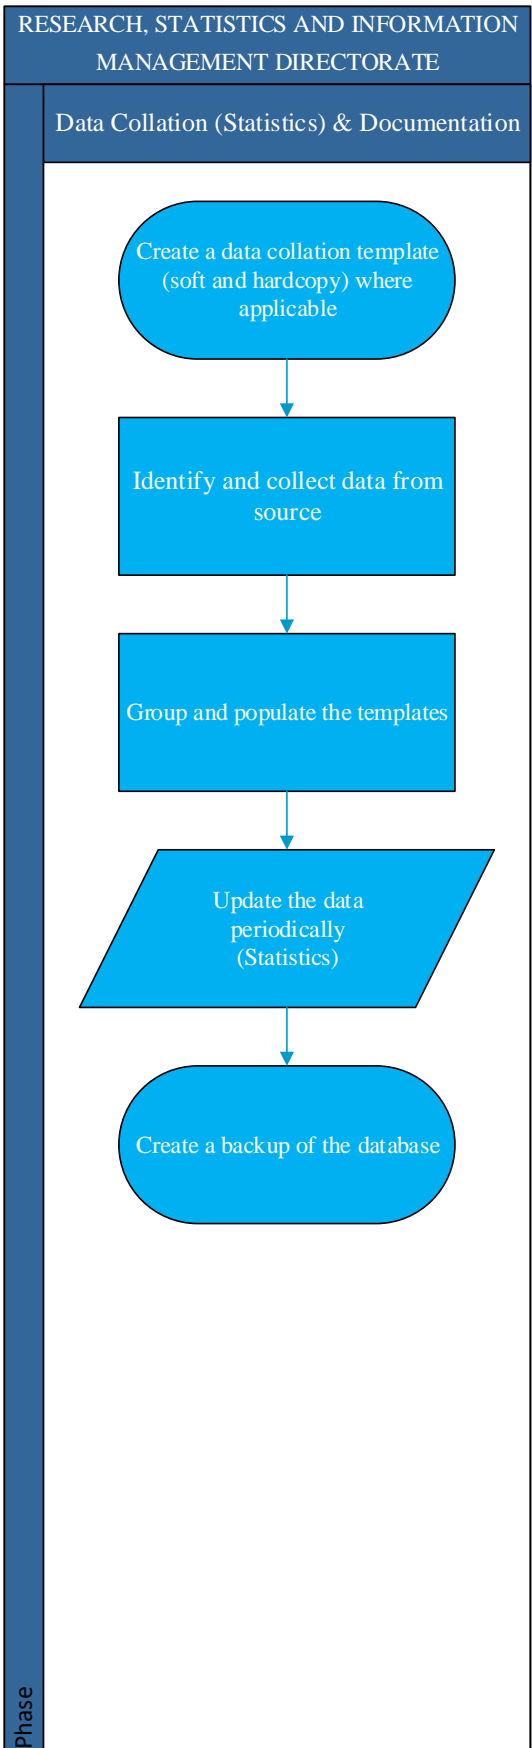 RESEARCH, STATISTICS AND INFORMATION
MANAGEMENT DIRECTORATE
Data Collation (Statistics) & Documentation
Create a data collation template
(soft and hardcopy) where
applicable
Identify and collect data from
source
Group and populate the templates
Update the data
periodically
(Statistics)
Create a backup of the database
Phase